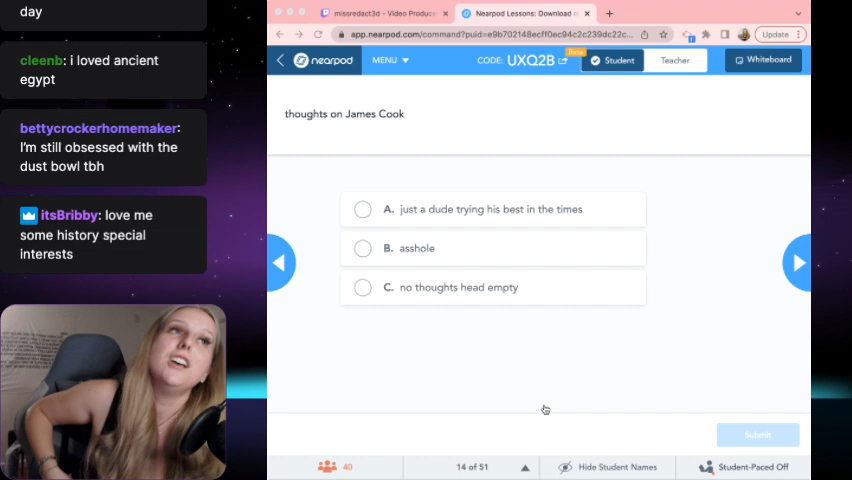 day
cleenb: i loved ancient
egypt
bettycrockerhomemaker:
I'm still obsessed with the
dust bowl tbh
itsBribby: love me
some history special
interests
missredact3d - Video Produce
Nearpod Lessons: Download n
app.nearpod.com/command?puid=e9b702148ecff0ec94c2c239dc22c...
Update
nearpod
MENU
CODE: UXQ2B
Beta
Student
Teacher
Whiteboard
thoughts on James Cook
A. just a dude trying his best in the times
B. asshole
C. no thoughts head empty
Submit
40
14 of 51
Hide Student Names
Student-Paced Off